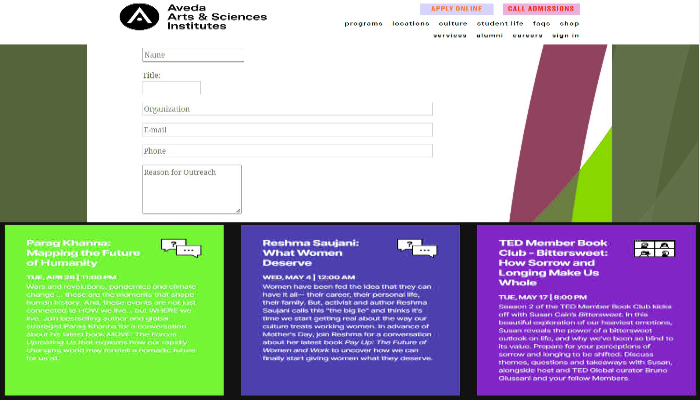 Aveda
Arts & Sciences
Institutes
APPLY ONLINE
CALL ADMISSIONS
programs locations culture student life faqs shop
services alumni careers sign in
Name
Title:
Organization
E-mail
Phone
Reason for Outreach
Parag Khanna:
Mapping the Future
of Humanity
TUE, APR 26 | 11:00 PM
Wars and revolutions, pandemics and climate
change ... these are the moments that shape
human history. And, those events are not just
connected to HOW we live ... but WHERE we
live. Join bestselling author and global
strategist Parag Khanna for a conversation
about his latest book MOVE: The Forces
Uprooting Us that explores how our rapidly
changing world may format a nomadic future
for us all.
Reshma Saujani:
What Women
Deserve
WED, MAY 4 | 12:00 AM
Women have been fed the idea that they can
have it all— their career, their personal life,
their family. But, activist and author Reshma
Saujani calls this "the big lie" and thinks it's
time we start getting real about the way our
culture treats working women. In advance of
Mother's Day, join Reshma for a conversation
about her latest book Pay Up: The Future of
Women and Work to uncover how we can
finally start giving women what they deserve.
TED Member Book
Club - Bittersweet:
How Sorrow and
Longing Make Us
Whole
TUE, MAY 17 | 8:00 PM
Season 2 of the TED Member Book Club kicks
off with Susan Cain's Bittersweet. In this
beautiful exploration of our heaviest emotions,
Susan reveals the power of a bittersweet
outlook on life, and why we've been so blind to
its value. Prepare for your perceptions of
sorrow and longing to be shifted. Discuss
themes, questions and takeaways with Susan,
alongside host and TED Global curator Bruno
Giussani and your fellow Members.